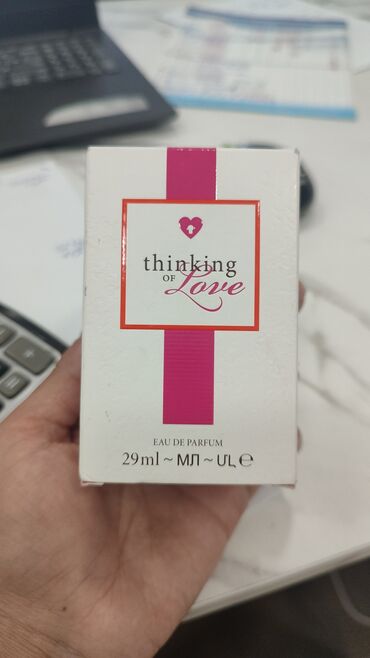 thinking
OF Love
EAU DE PARFUM
29ml ~ МЛ ~ ՄԼ ℮